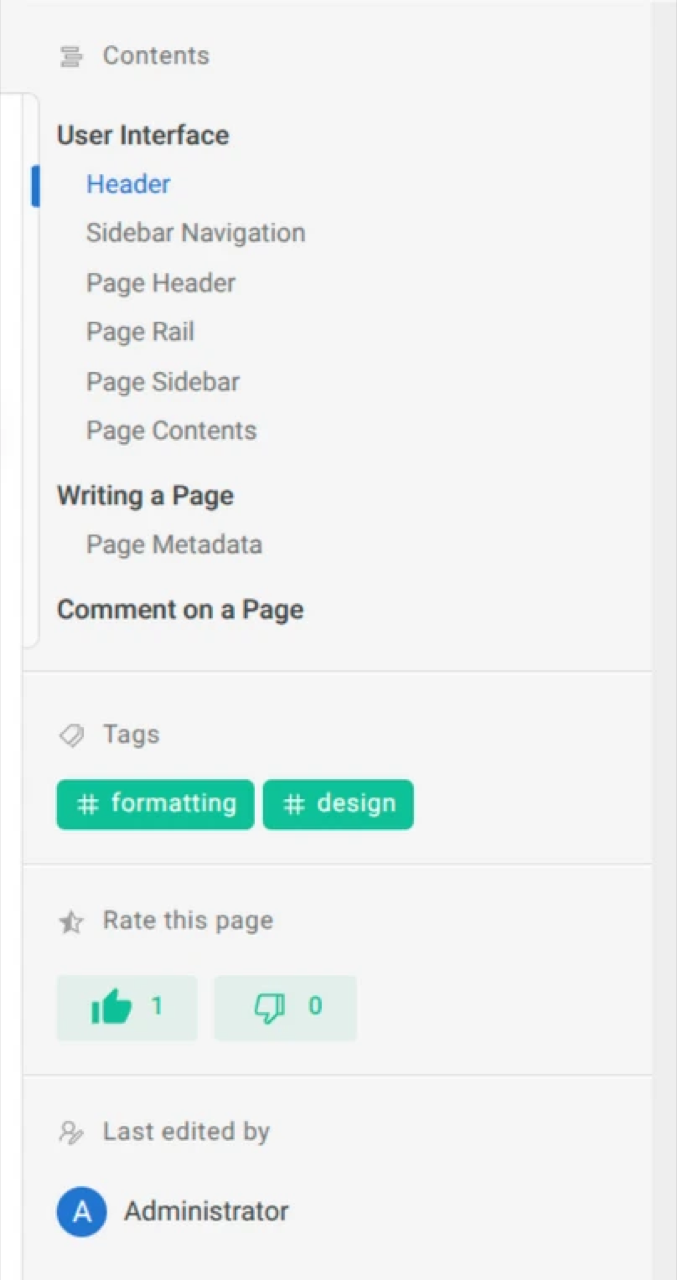 Contents
User Interface
Header
Sidebar Navigation
Page Header
Page Rail
Page Sidebar
Page Contents
Writing a Page
Page Metadata
Comment on a Page
Tags
# formatting # design
Rate this page
1 0
Last edited by
A Administrator